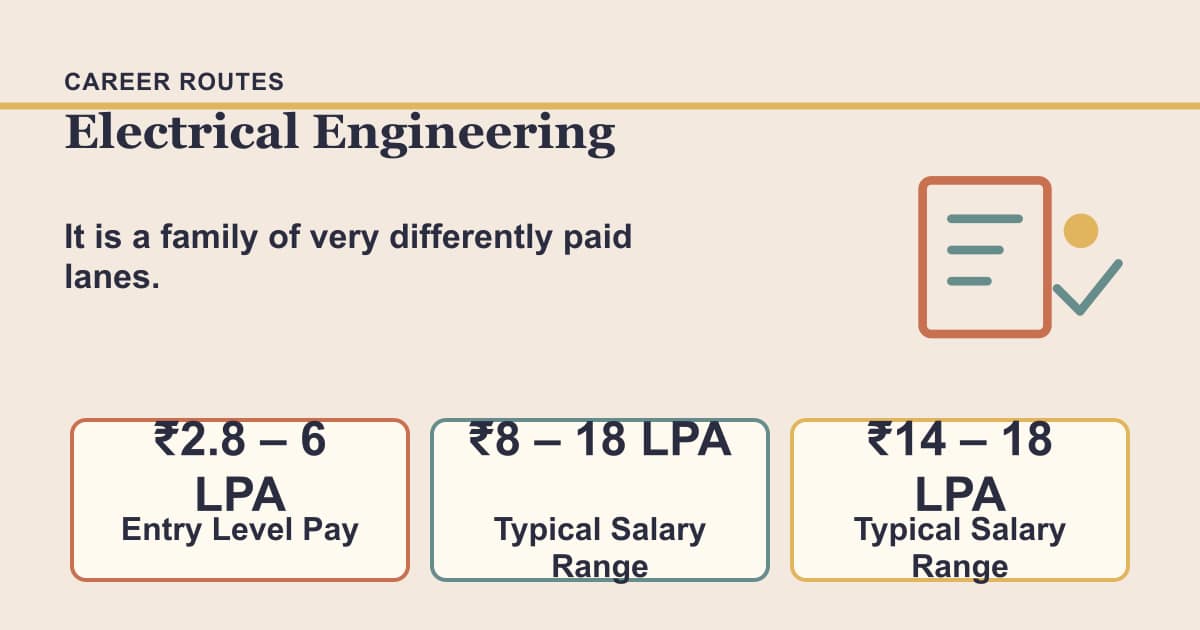 CAREER ROUTES
Electrical Engineering
It is a family of very differently paid
lanes.
₹2.8 – 6
LPA
Entry Level Pay
₹8 – 18 LPA
Typical Salary
Range
₹14 – 18
LPA
Typical Salary
Range